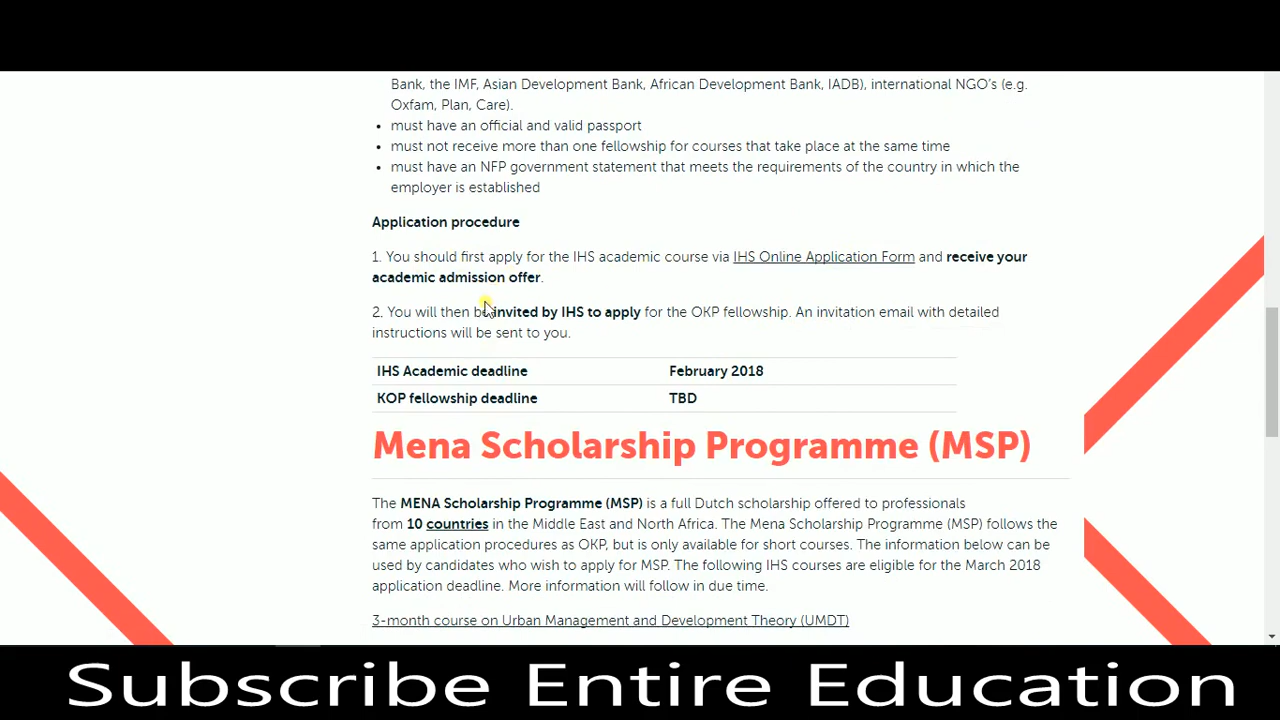 Bank, the IMF, Asian Development Bank, African Development Bank, IADB), international NGO's (e.g.
Oxfam, Plan, Care).
• must have an official and valid passport
• must not receive more than one fellowship for courses that take place at the same time
• must have an NFP government statement that meets the requirements of the country in which the
employer is established
Application procedure
1. You should first apply for the IHS academic course via IHS Online Application Form and receive your
academic admission offer.
2. You will then be invited by IHS to apply for the OKP fellowship. An invitation email with detailed
instructions will be sent to you.
IHS Academic deadline February 2018
KOP fellowship deadline TBD
Mena Scholarship Programme (MSP)
The MENA Scholarship Programme (MSP) is a full Dutch scholarship offered to professionals
from 10 countries in the Middle East and North Africa. The Mena Scholarship Programme (MSP) follows the
same application procedures as OKP, but is only available for short courses. The information below can be
used by candidates who wish to apply for MSP. The following IHS courses are eligible for the March 2018
application deadline. More information will follow in due time.
3-month course on Urban Management and Development Theory (UMDT)
Subscribe Entire Education